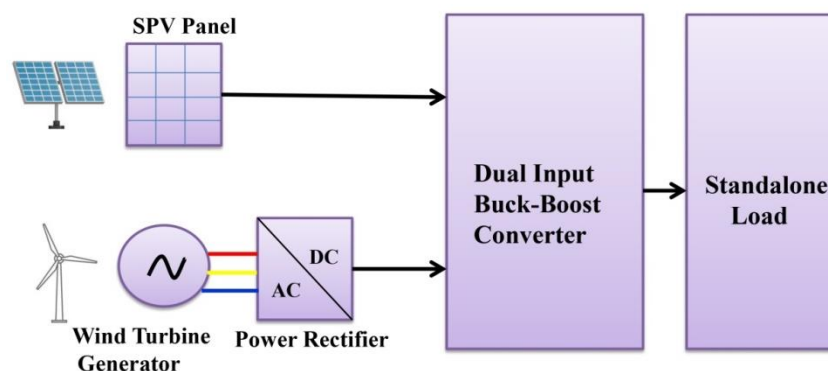 SPV Panel
Dual Input
Buck-Boost
Converter
Standalone
Load
DC
AC
Wind Turbine
Generator
Power Rectifier